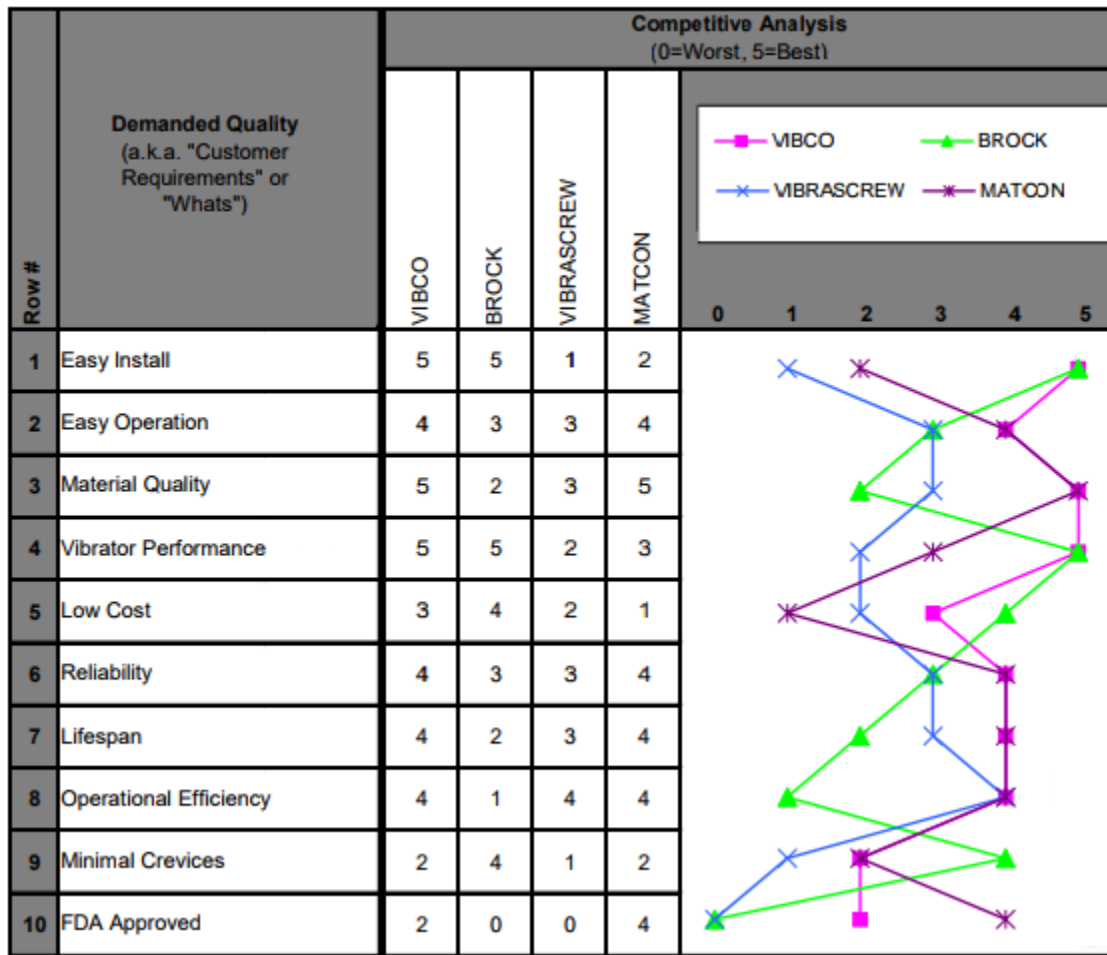 Competitive Analysis
(0=Worst, 5=Best)
Demanded Quality
(a.k.a. "Customer
Requirements" or
"Whats")
Row #
VIBCO
BROCK
VIBRASCREW
MATCON
VIBCO BROCK
VIBRASCREW MATCON
0 1 2 3 4 5
1 Easy Install 5 5 1 2
2 Easy Operation 4 3 3 4
3 Material Quality 5 2 3 5
4 Vibrator Performance 5 5 2 3
5 Low Cost 3 4 2 1
6 Reliability 4 3 3 4
7 Lifespan 4 2 3 4
8 Operational Efficiency 4 1 4 4
9 Minimal Crevices 2 4 1 2
10 FDA Approved 2 0 0 4